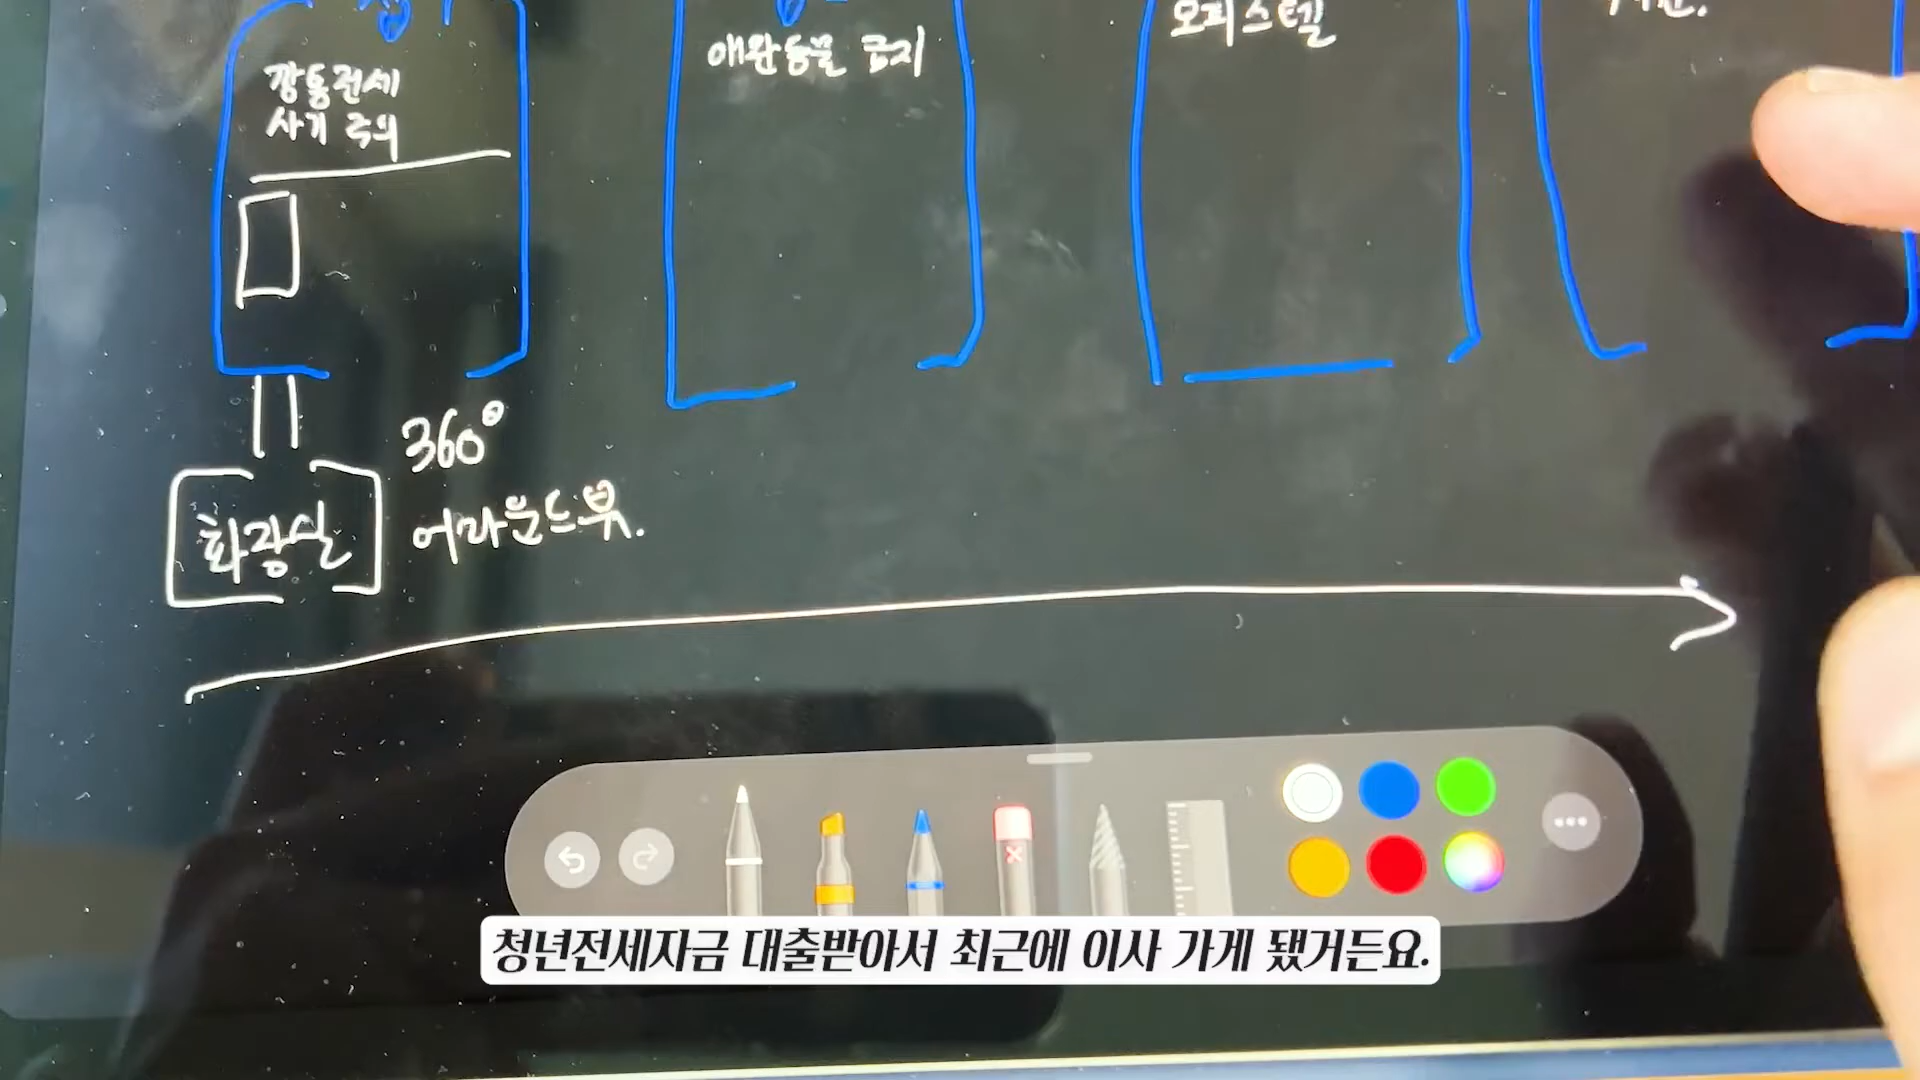 깡통전세
사기 주의
애완동물 금지
오피스텔
360°
어라운드뷰.
화장실
청년전세자금 대출받아서 최근에 이사 가게 됐거든요.